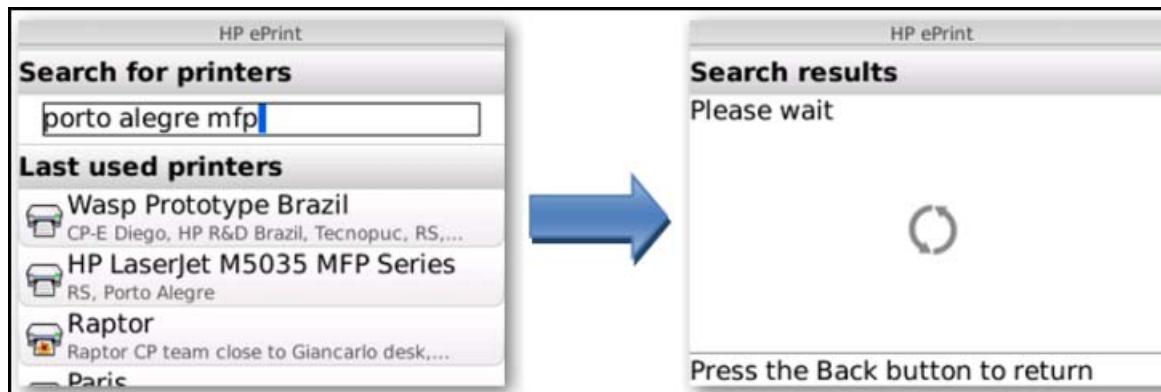 HP ePrint
Search for printers
porto alegre mfp
Last used printers
Wasp Prototype Brazil
CP-E Diego, HP R&D Brazil, Tecnopuc, RS,...
HP LaserJet M5035 MFP Series
RS, Porto Alegre
Raptor
Raptor CP team close to Giancarlo desk,...
Paris
HP ePrint
Search results
Please wait
Press the Back button to return